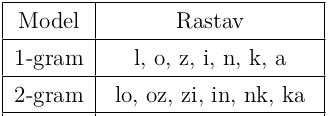 Model Rastav
1-gram l, o, z, i, n, k, a
2-gram lo, oz, zi, in, nk, ka